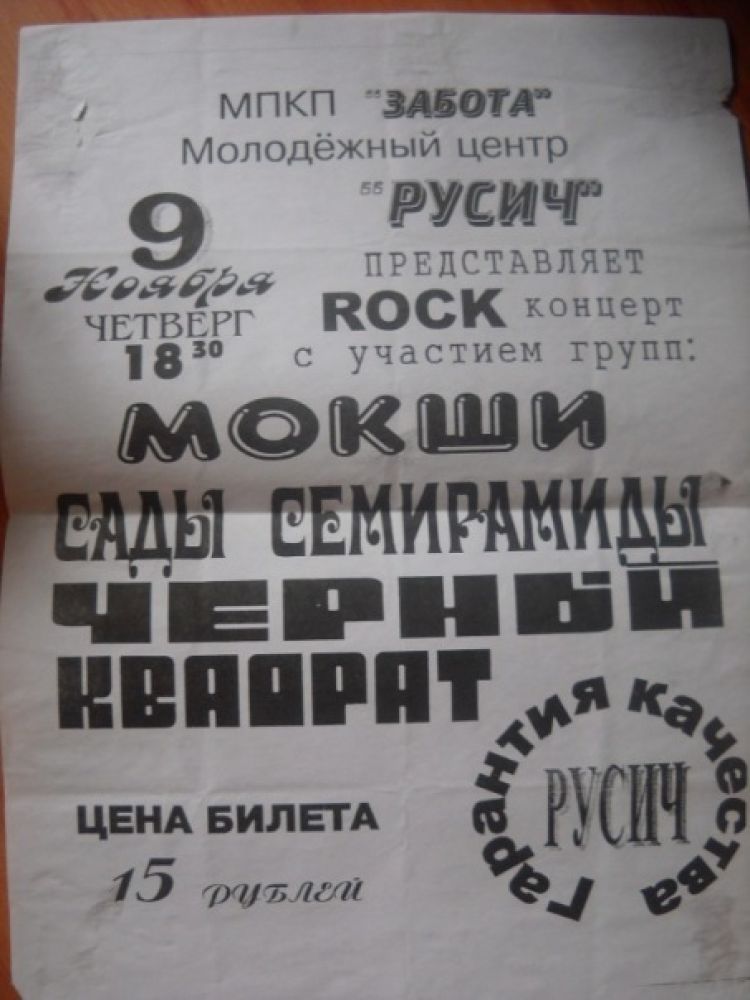 МПКП "ЗАБОТА"
Молодёжный центр
"РУСИЧ"
9
Ноября
ЧЕТВЕРГ
18 30
ПРЕДСТАВЛЯЕТ
ROCK концерт
с участием групп:
МОКШИ
САДЫ СЕМИРАМИДЫ
ЧЕРНЫЙ
КВАДРАТ
ЦЕНА БИЛЕТА
15 РУБЛЕЙ
Гарантия качества
РУСИЧ